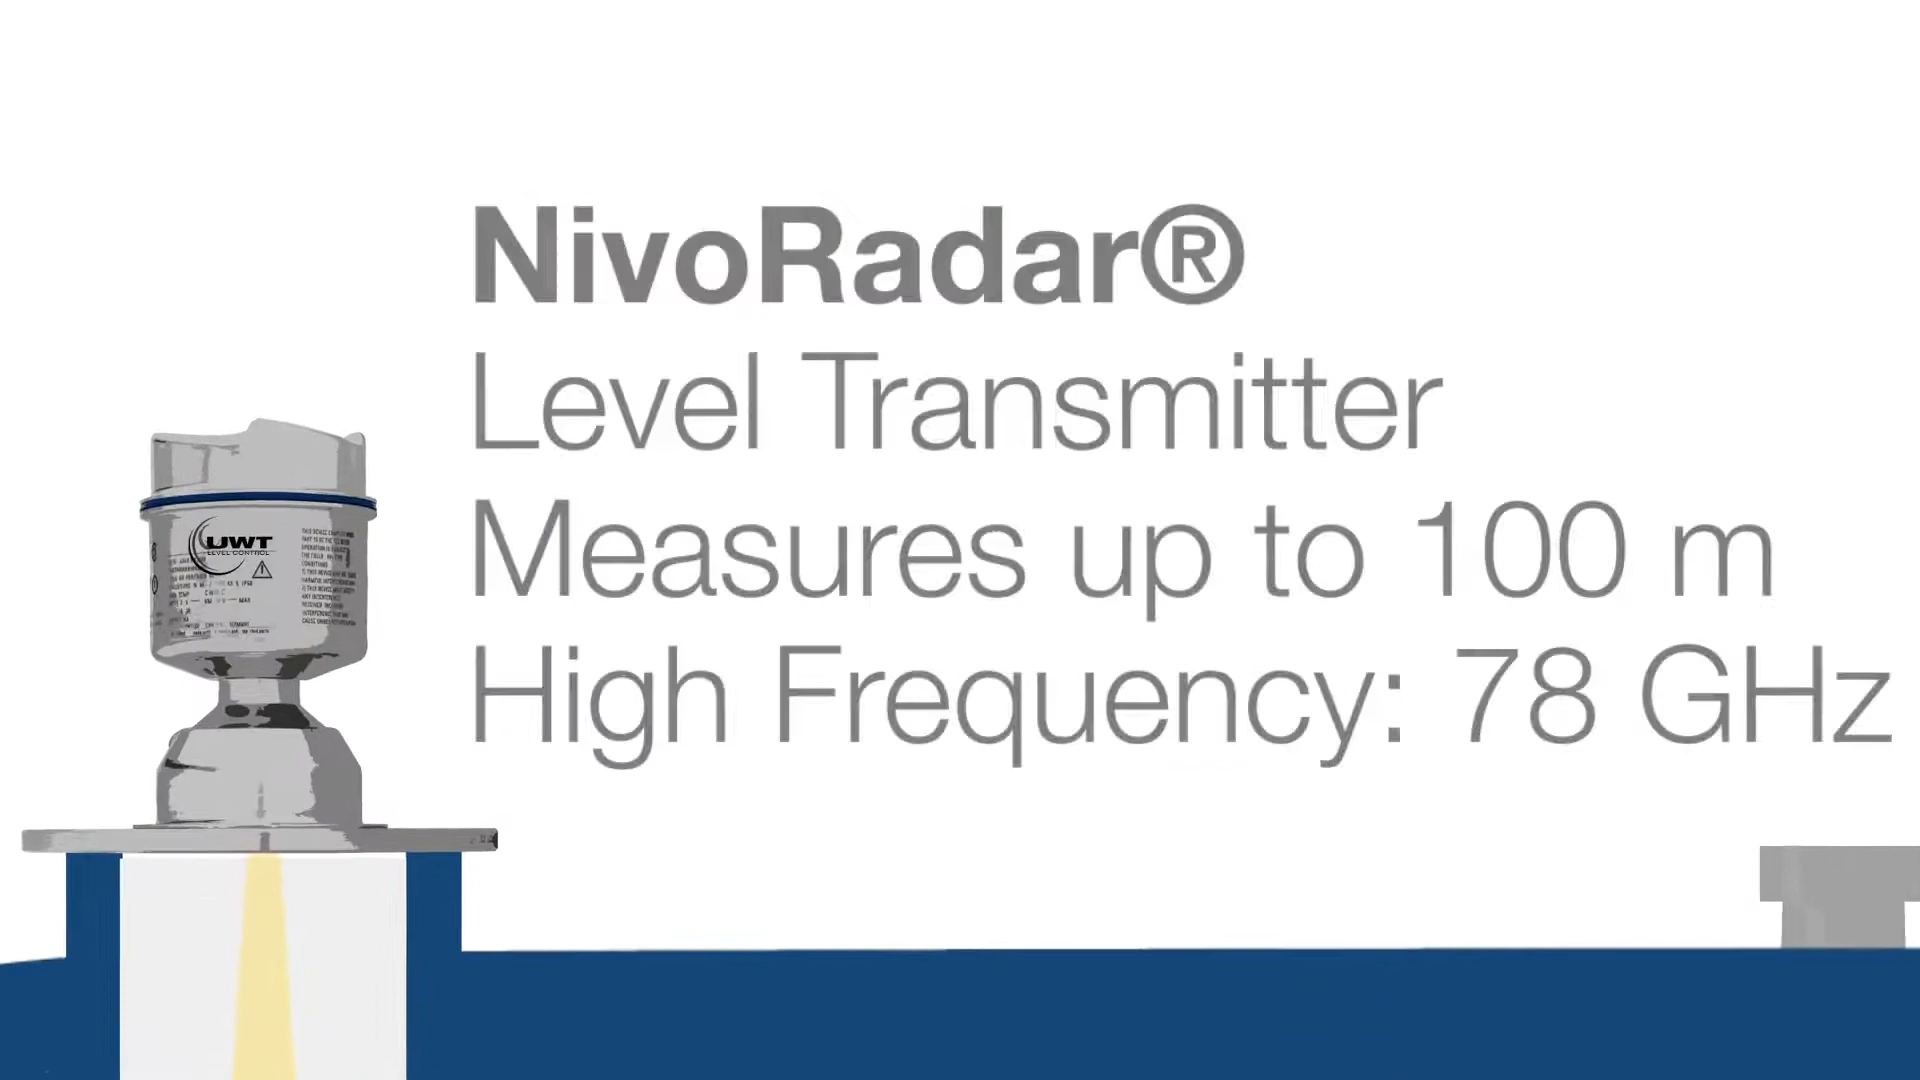 NivoRadar®
Level Transmitter
Measures up to 100 m
High Frequency: 78 GHz
UWT
LEVEL CONTROL